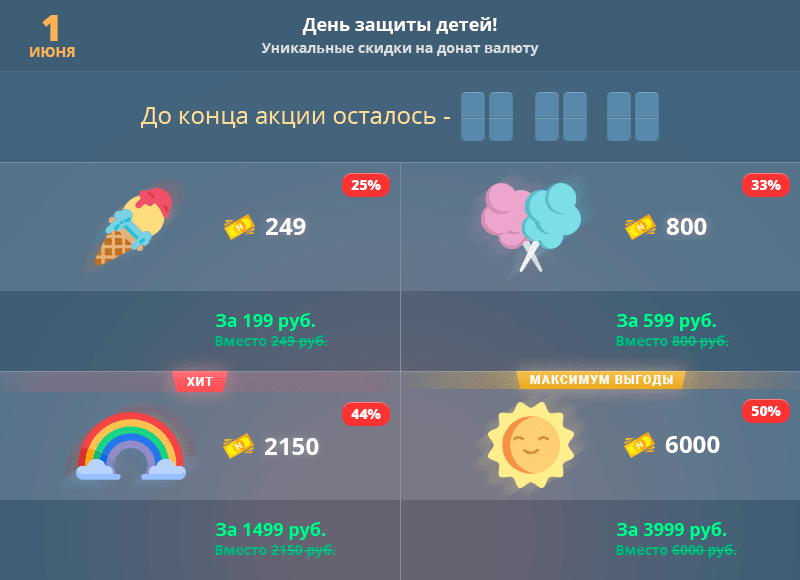 1
ИЮНЯ
День защиты детей!
Уникальные скидки на донат валюту
До конца акции осталось -
25%
249
За 199 руб.
Вместо 249 руб.
33%
800
За 599 руб.
Вместо 800 руб.
ХИТ
44%
2150
За 1499 руб.
Вместо 2150 руб.
МАКСИМУМ ВЫГОДЫ
50%
6000
За 3999 руб.
Вместо 6000 руб.